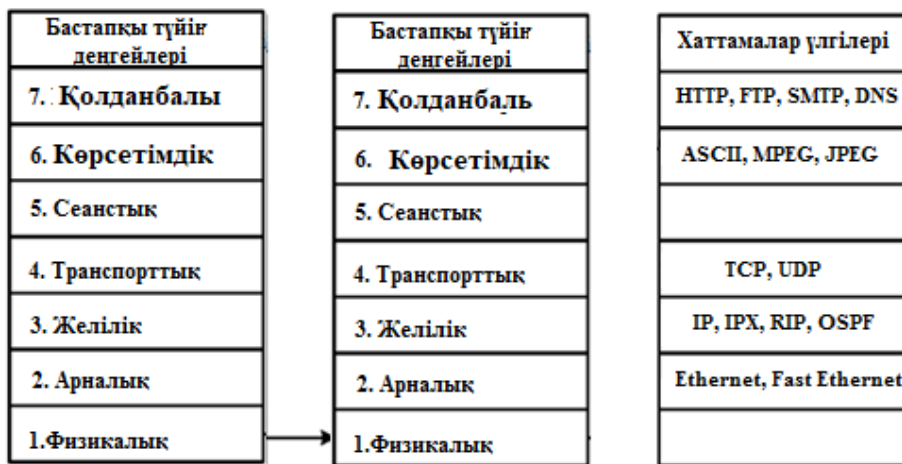 Бастапқы түйін
деңгейлері
7. Қолданбалы
6. Көрсетімдік
5. Сеанстық
4. Транспорттық
3. Желілік
2. Арналық
1.Физикалық
Бастапқы түйін
деңгейлері
7. Қолданбаль
6. Көрсетімдік
5. Сеанстық
4. Транспорттық
3. Желілік
2. Арналық
1.Физикалық
Хаттамалар үлгілері
HTTP, FTP, SMTP, DNS
ASCII, MPEG, JPEG
TCP, UDP
IP, IPX, RIP, OSPF
Ethernet, Fast Ethernet